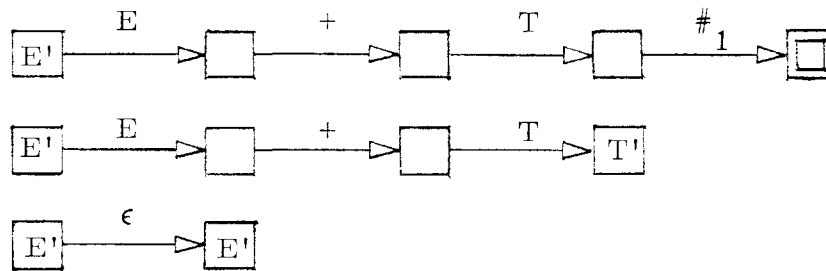 E + T #1
E'
E + T
E' T'
ϵ
E' E'